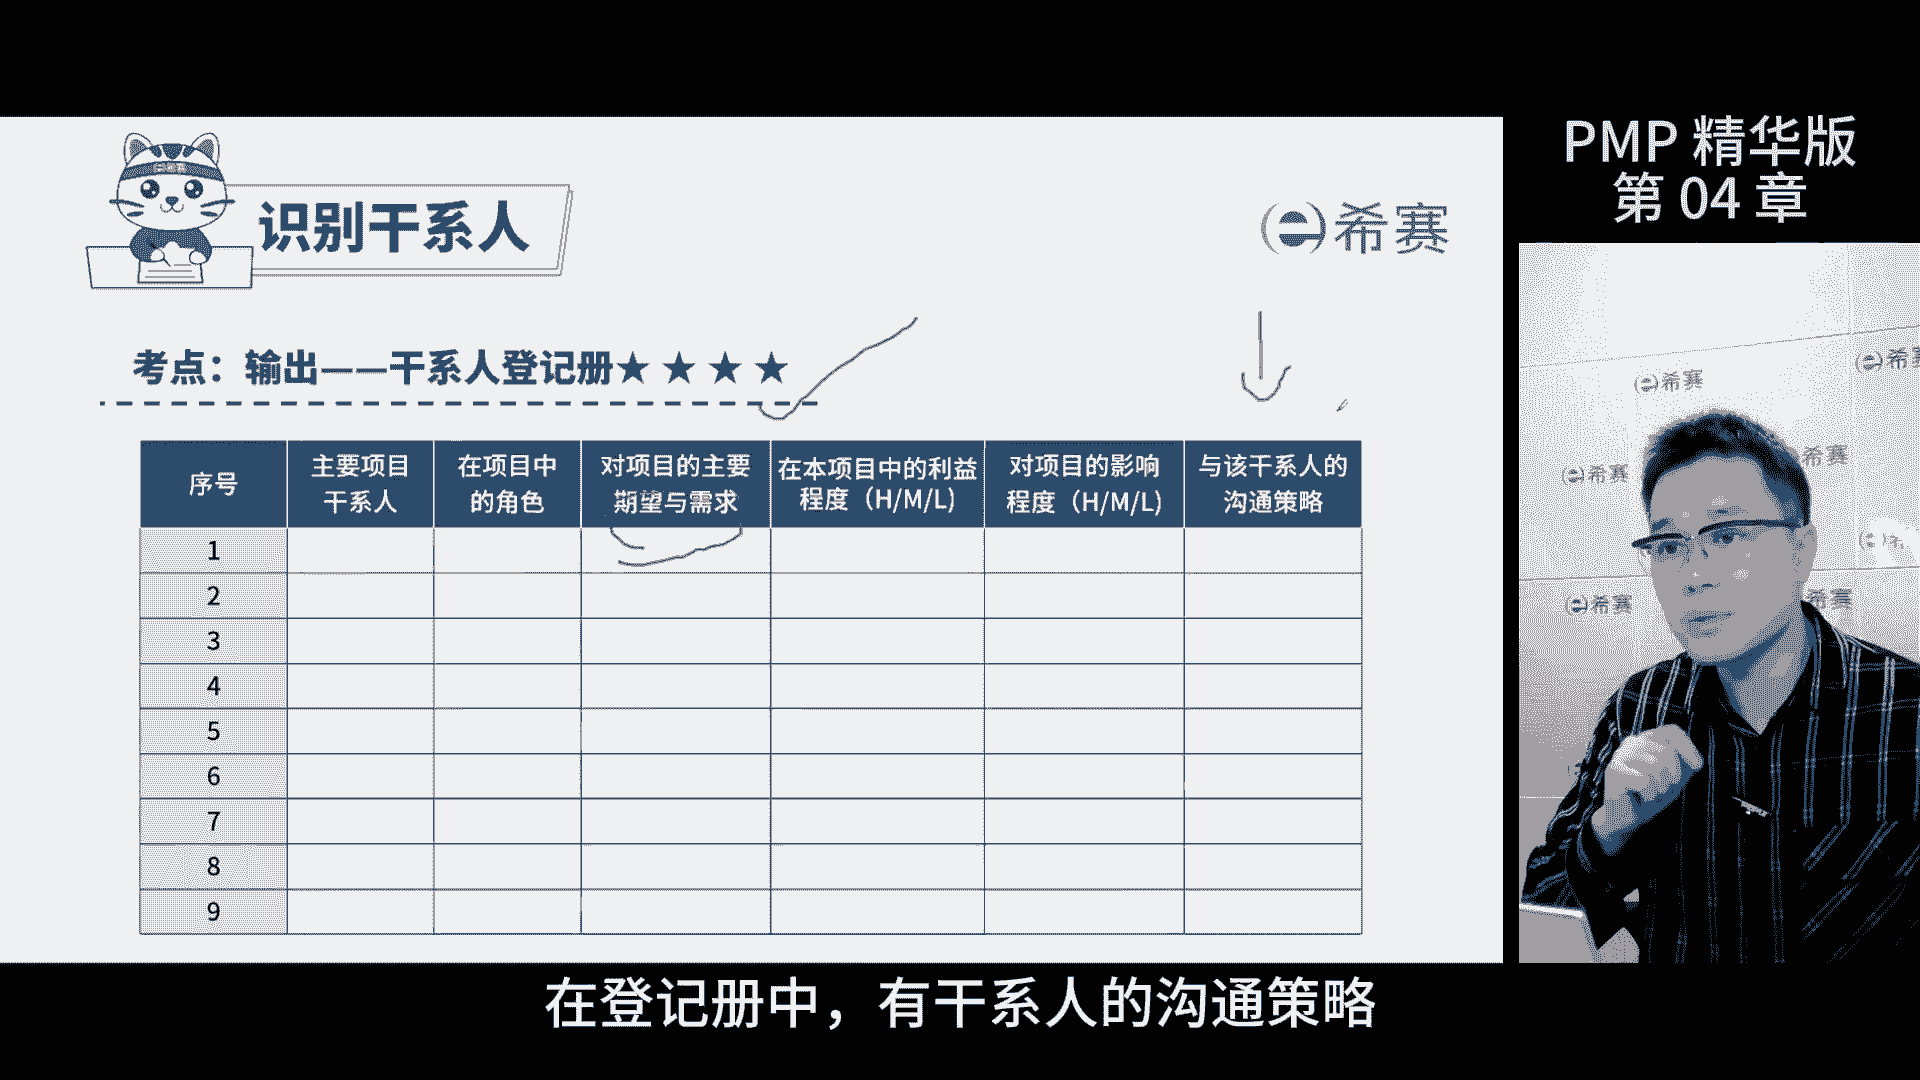 PMP 精华版
第 04 章
识别干系人
希赛
考点：输出——干系人登记册★ ★ ★ ★
序号
主要项目
干系人
在项目中
的角色
对项目的主要
期望与需求
在本项目中的利益
程度（H/M/L)
对项目的影响
程度（H/M/L)
与该干系人的
沟通策略
1
2
3
4
5
6
7
8
9
希赛
希赛
希赛
希赛
希赛
希赛
在登记册中，有干系人的沟通策略